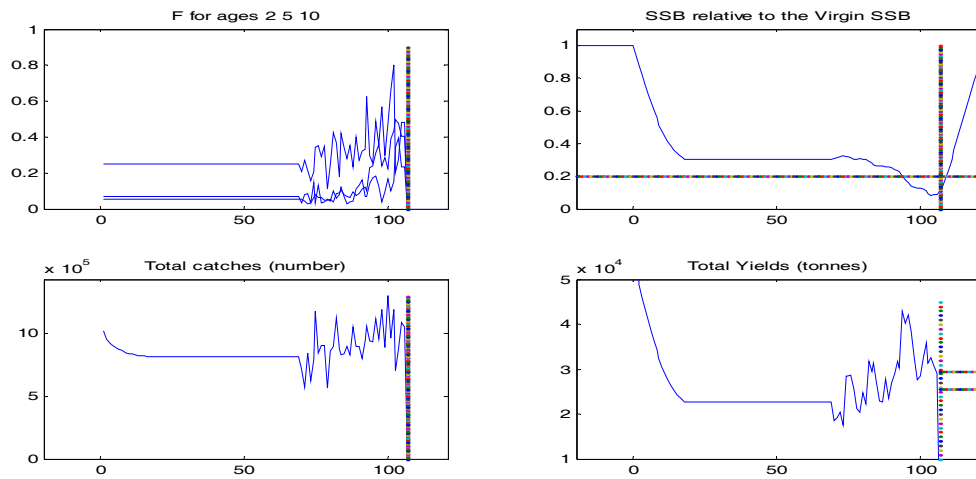 F for ages 2 5 10
1
0.8
0.6
0.4
0.2
0
0 50 100
SSB relative to the Virgin SSB
1
0.8
0.6
0.4
0.2
0
0 50 100
x 10^5
Total catches (number)
10
5
0
0 50 100
x 10^4
Total Yields (tonnes)
5
4
3
2
1
0 50 100